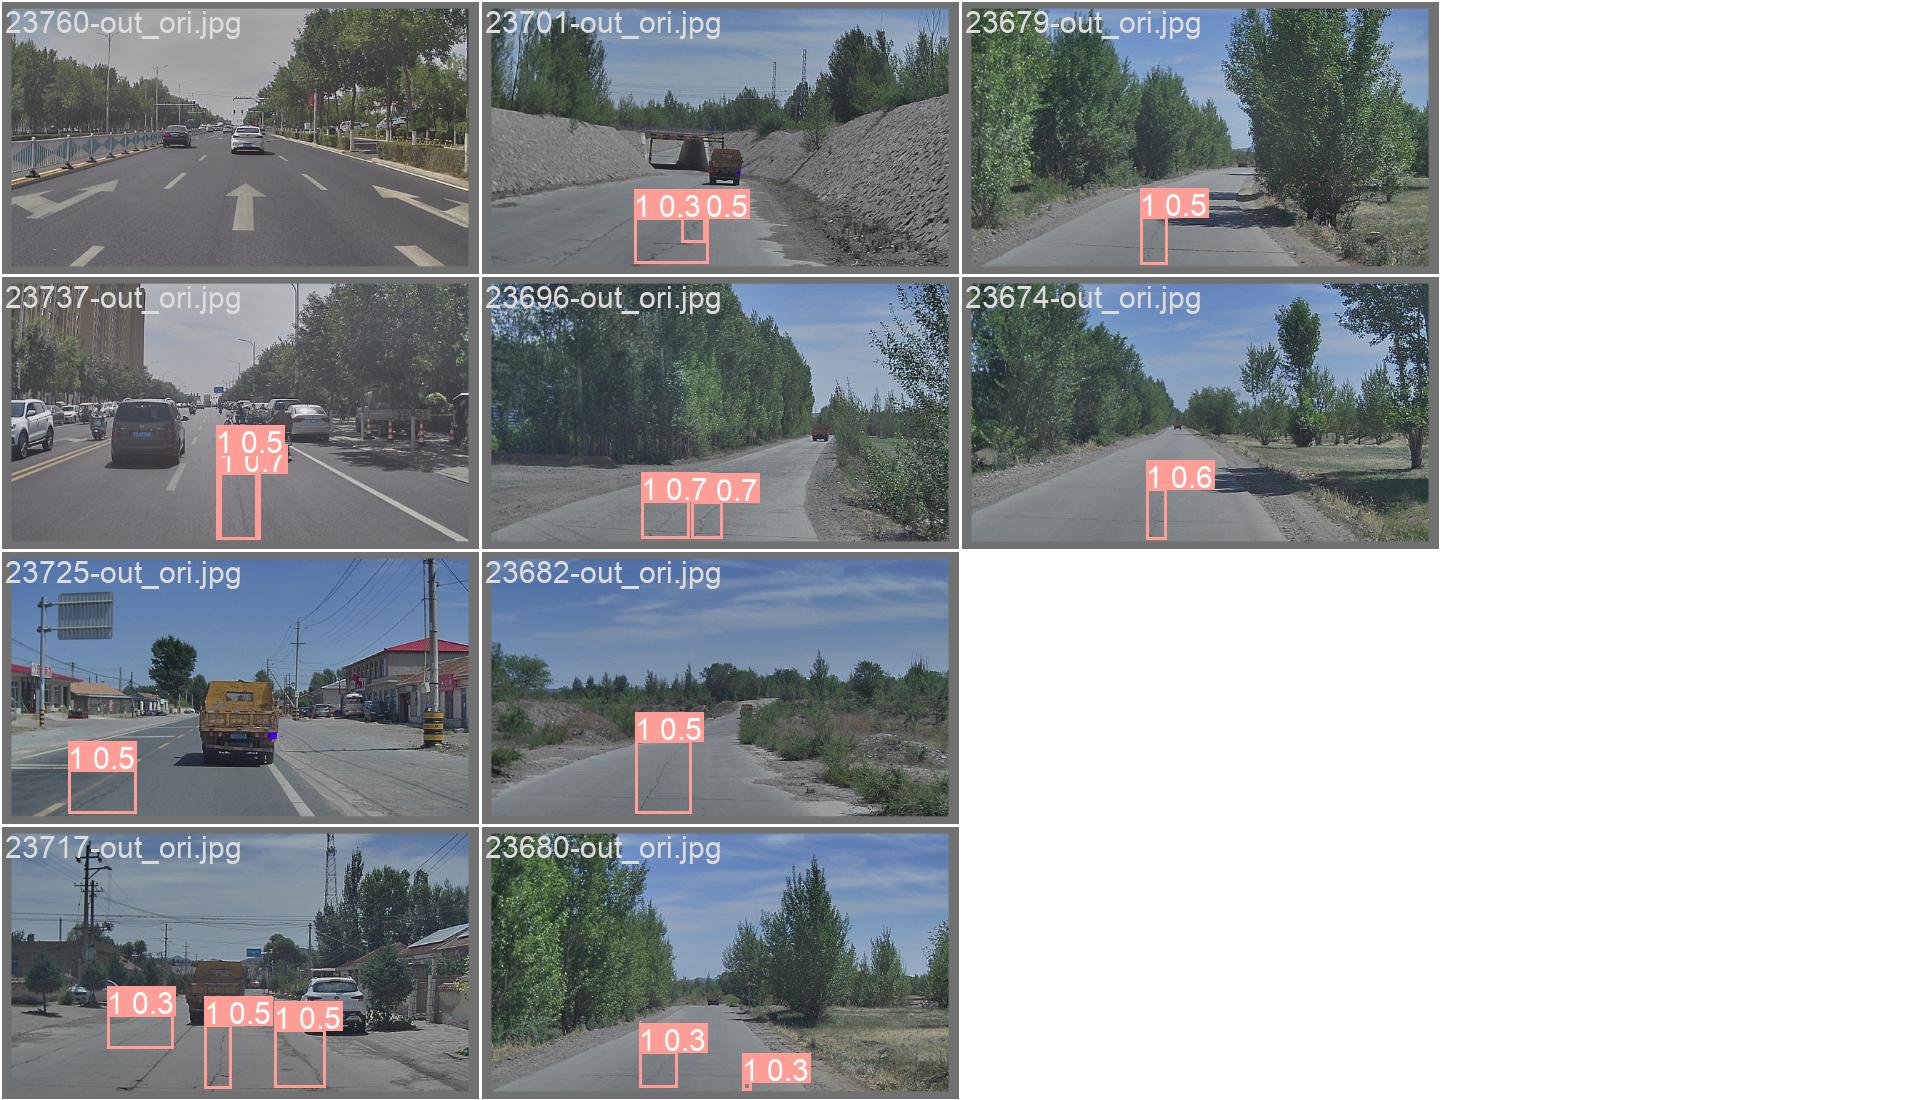 23760-out_ori.jpg
23701-out_ori.jpg
1 0.3 0.5
23679-out_ori.jpg
1 0.5
23737-out_ori.jpg
1 0.5
1 0.7
23696-out_ori.jpg
1 0.7 0.7
23674-out_ori.jpg
1 0.6
23725-out_ori.jpg
1 0.5
23682-out_ori.jpg
1 0.5
23717-out_ori.jpg
1 0.3
1 0.5
1 0.5
23680-out_ori.jpg
1 0.3
1 0.3